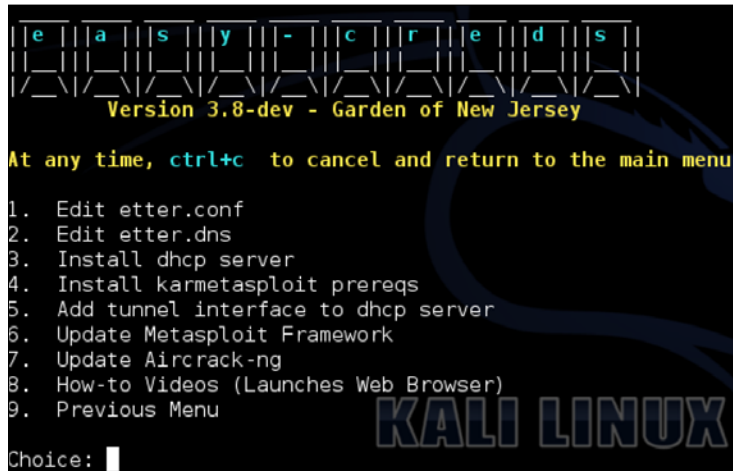 ||e |||a |||s |||y |||- |||c |||r |||e |||d |||s ||
Version 3.8-dev - Garden of New Jersey
At any time, ctrl+c to cancel and return to the main menu
1. Edit etter.conf
2. Edit etter.dns
3. Install dhcp server
4. Install karmetasploit prereqs
5. Add tunnel interface to dhcp server
6. Update Metasploit Framework
7. Update Aircrack-ng
8. How-to Videos (Launches Web Browser)
9. Previous Menu
KALI LINUX
Choice: